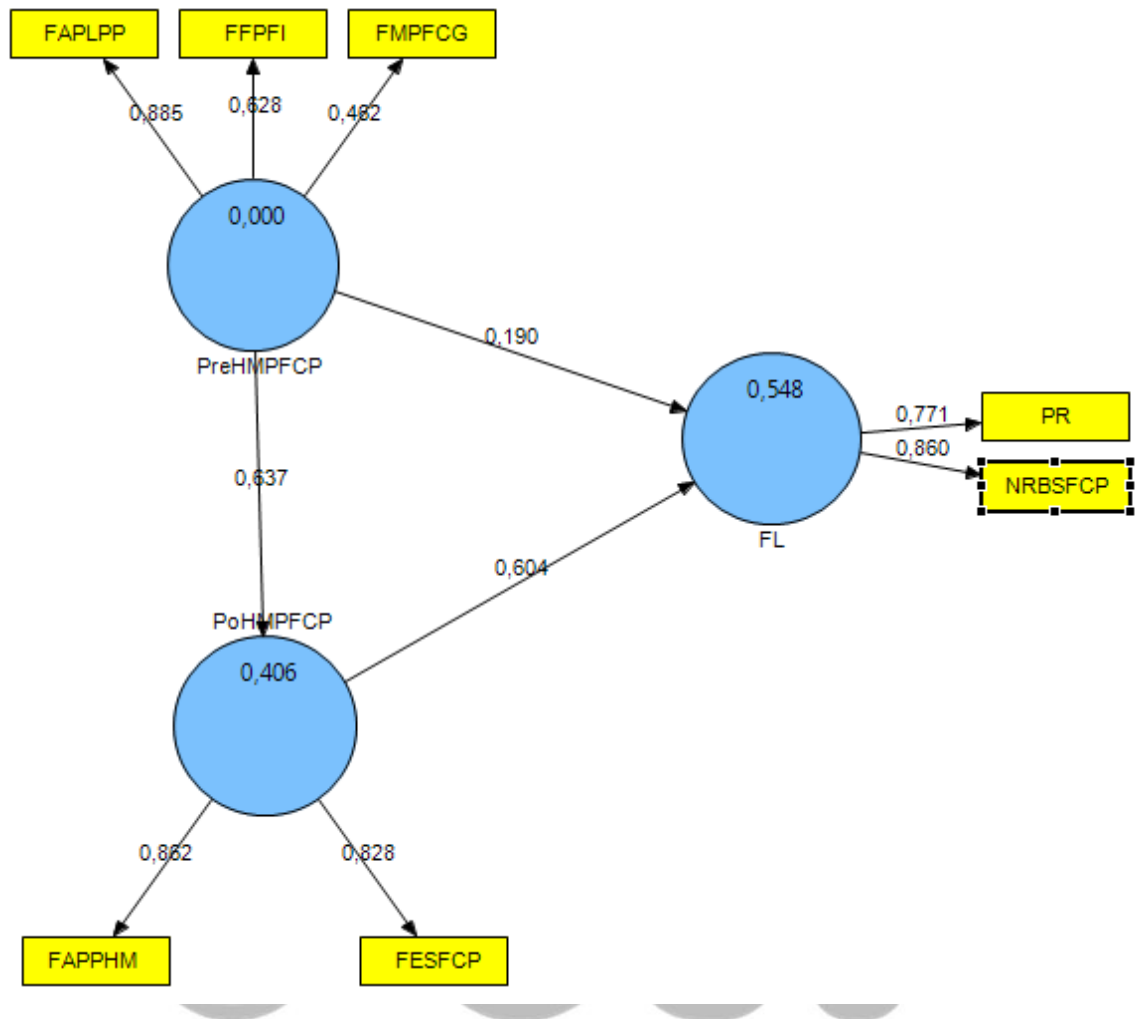 FAPLPP
FFPFI
FMPFCG
0,885
0,628
0,462
0,000
PreHMPFCP
0,190
0,548
FL
0,771
PR
0,860
NRBSFCP
0,637
0,604
PoHMPFCP
0,406
0,862
0,828
FAPPHM
FESFCP